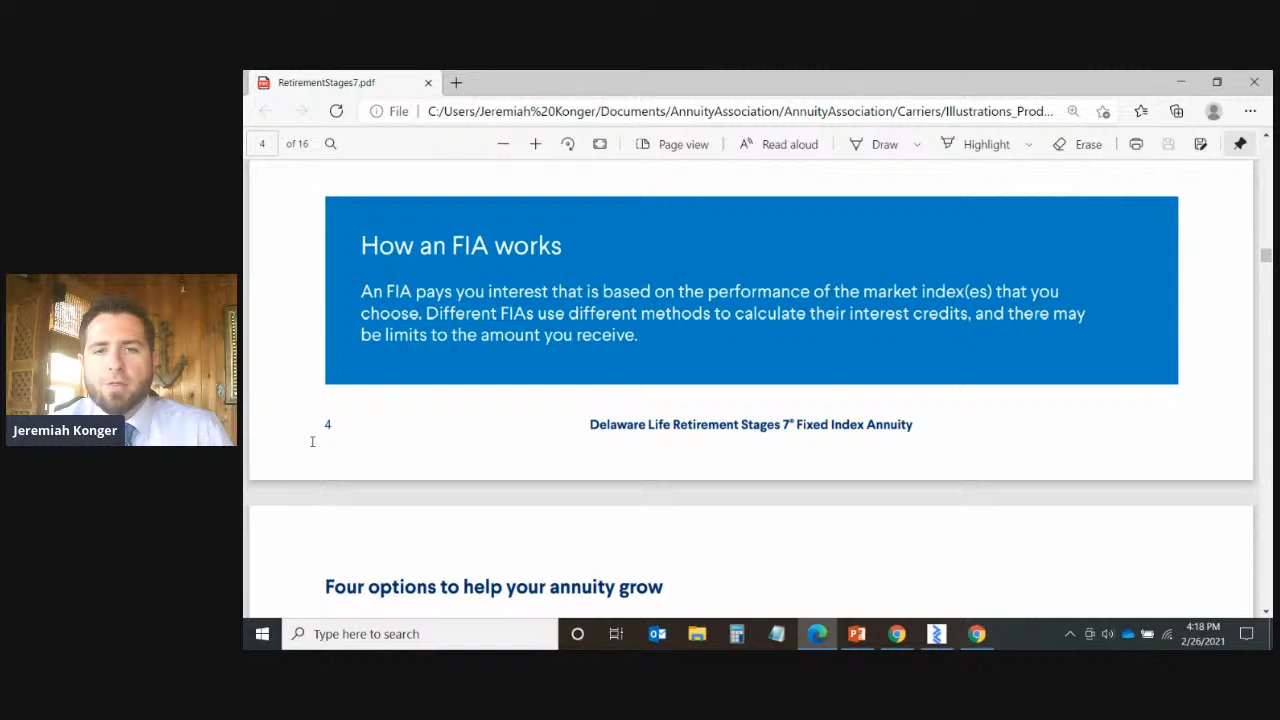 RetirementStages7.pdf
File
C:/Users/Jeremiah%20Konger/Documents/AnnuityAssociation/AnnuityAssociation/Carriers/Illustrations_Prod...
4 of 16
Page view
Read aloud
Draw
Highlight
Erase
How an FIA works
An FIA pays you interest that is based on the performance of the market index(es) that you
choose. Different FIAs use different methods to calculate their interest credits, and there may
be limits to the amount you receive.
Jeremiah Konger
4
Delaware Life Retirement Stages 7® Fixed Index Annuity
Four options to help your annuity grow
Type here to search
4:18 PM
2/26/2021